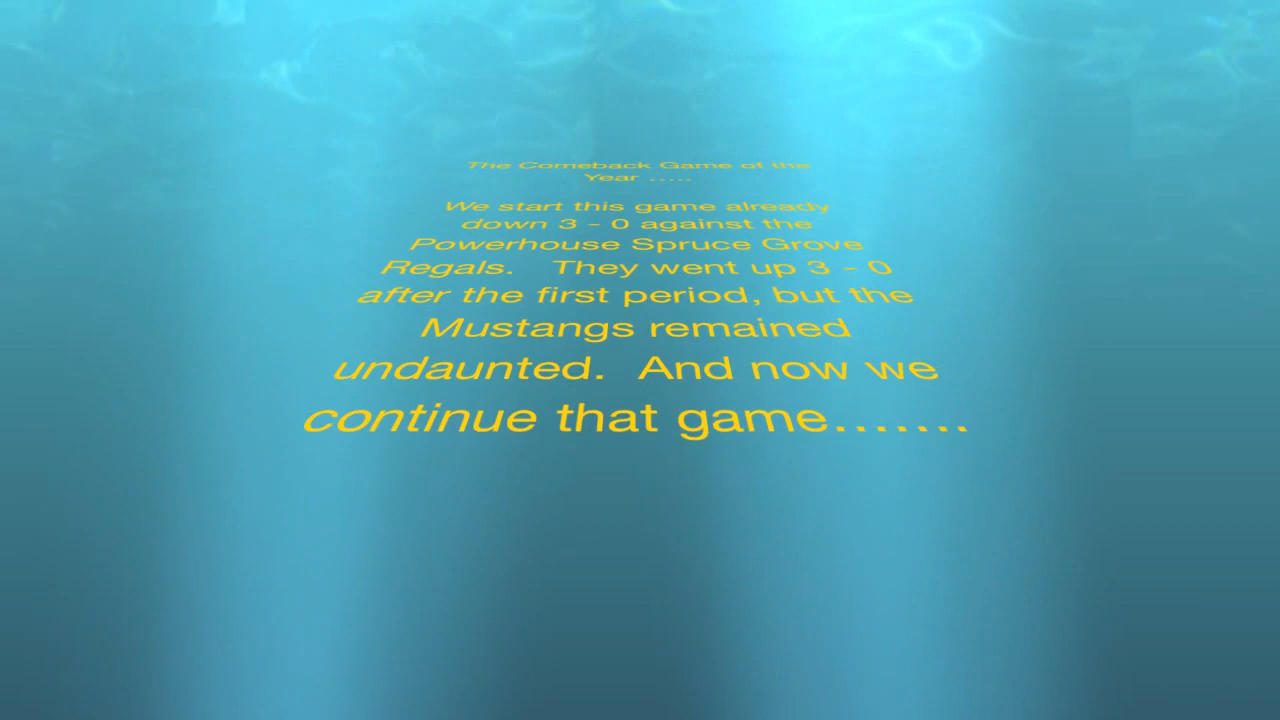 The Comeback Game of the
Year .....
We start this game already
down 3 - 0 against the
Powerhouse Spruce Grove
Regals.   They went up 3 - 0
after the first period, but the
Mustangs remained
undaunted.  And now we
continue that game.......